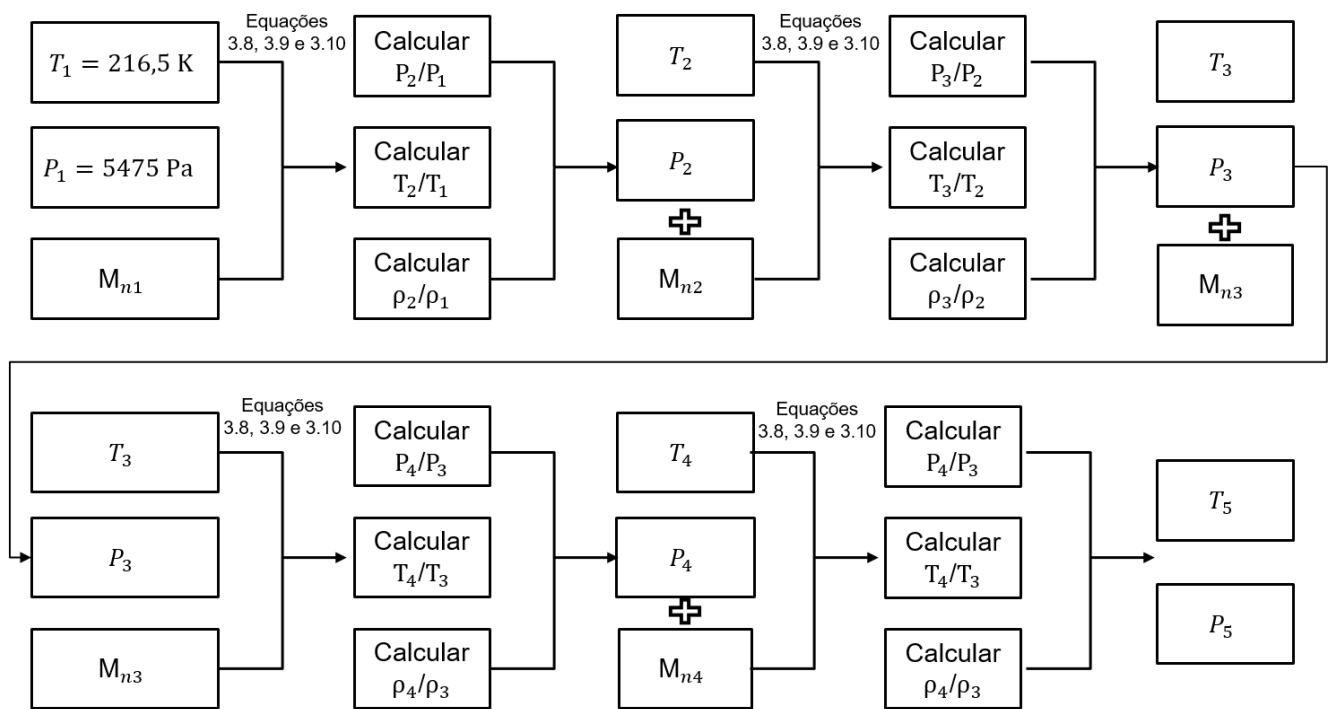 Equações
3.8, 3.9 e 3.10
Equações
3.8, 3.9 e 3.10
T₁ = 216,5 K
Calcular
P₂/P₁
T₂
Calcular
P₃/P₂
T₃
P₁ = 5475 Pa
Calcular
T₂/T₁
P₂
Calcular
T₃/T₂
P₃
Mₙ₁
Calcular
ρ₂/ρ₁
Mₙ₂
Calcular
ρ₃/ρ₂
Mₙ₃
Equações
3.8, 3.9 e 3.10
Equações
3.8, 3.9 e 3.10
T₃
Calcular
P₄/P₃
T₄
Calcular
P₄/P₃
T₅
P₃
Calcular
T₄/T₃
P₄
Calcular
T₄/T₃
P₅
Mₙ₃
Calcular
ρ₄/ρ₃
Mₙ₄
Calcular
ρ₄/ρ₃